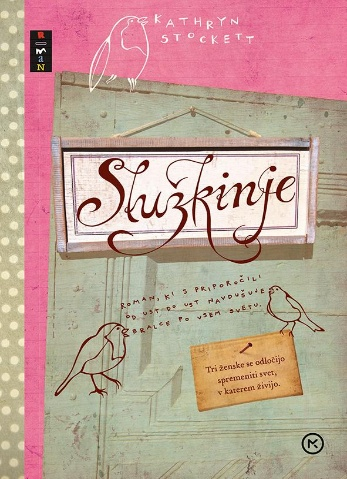 ROMAN
KATHRYN
STOCKETT
Služkinje
ROMAN, KI S PRIPOROČILI
OD UST DO UST NAVDUŠUJE
BRALCE PO VSEM SVETU.
Tri ženske se odločijo
spremeniti svet,
v katerem živijo.